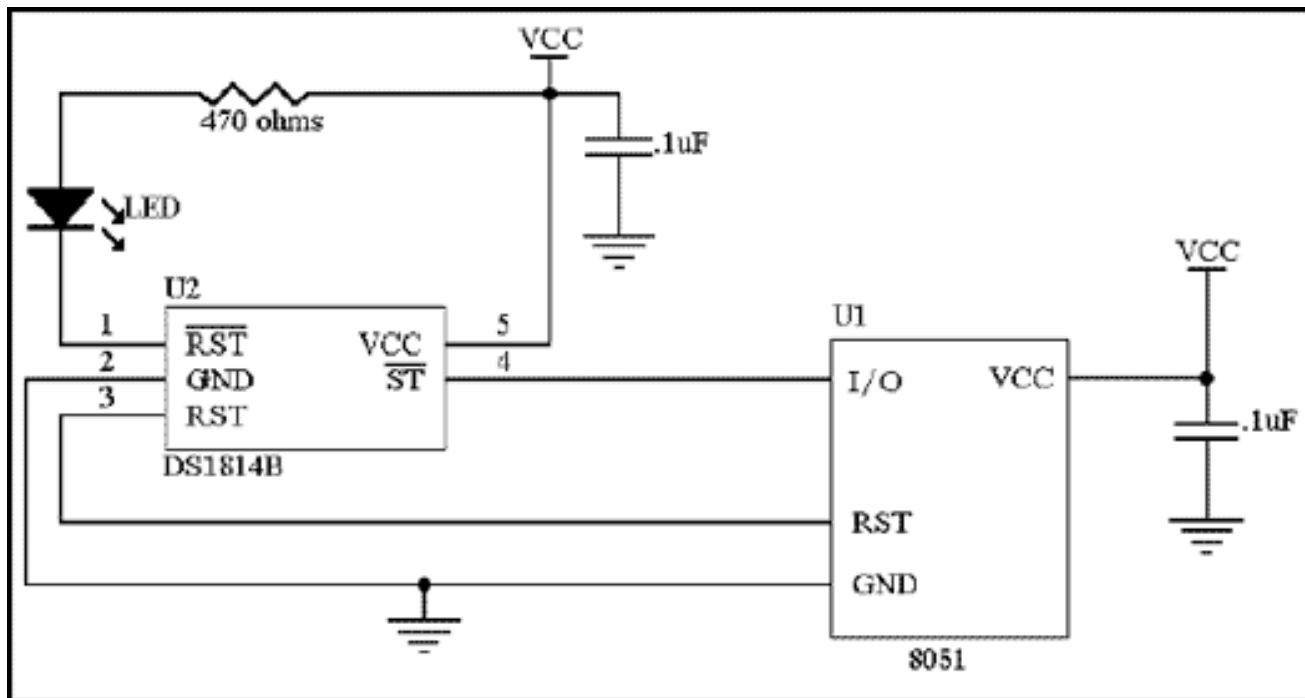 VCC
470 ohms
.1uF
LED
VCC
U2
U1
1
5
RST
VCC
2
4
GND
ST
I/O
VCC
3
RST
.1uF
DS1814B
RST
GND
8051